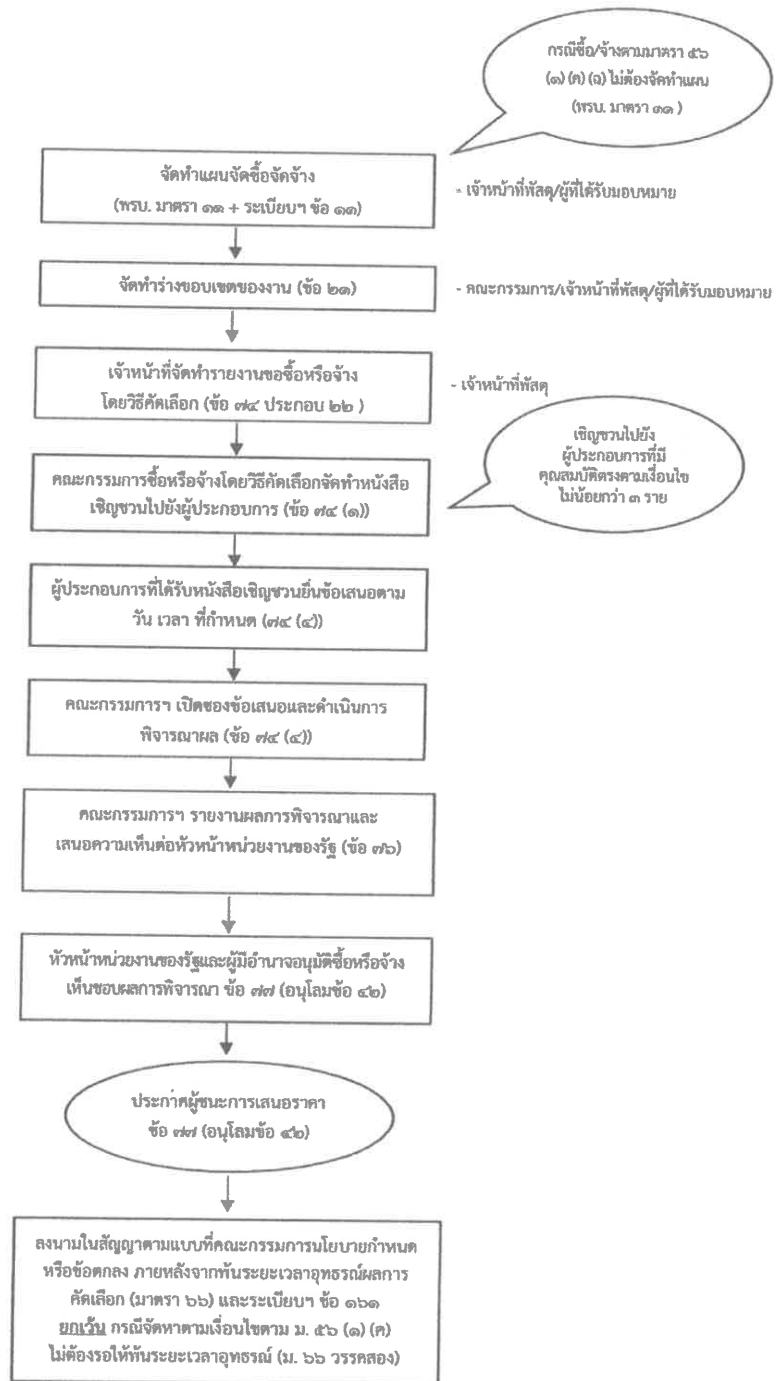 กรณีซื้อ/จ้างตามมาตรา ๕๖
(๑) (ค) (ฉ) ไม่ต้องจัดทำแผน
(พรบ. มาตรา ๑๑ )
จัดทำแผนจัดซื้อจัดจ้าง
(พรบ. มาตรา ๑๑ + ระเบียบฯ ข้อ ๑๑)
- เจ้าหน้าที่พัสดุ/ผู้ที่ได้รับมอบหมาย
จัดทำร่างขอบเขตของงาน (ข้อ ๒๑)
- คณะกรรมการ/เจ้าหน้าที่พัสดุ/ผู้ที่ได้รับมอบหมาย
เจ้าหน้าที่จัดทำรายงานขอซื้อหรือจ้าง
โดยวิธีคัดเลือก (ข้อ ๗๔ ประกอบ ๒๒ )
- เจ้าหน้าที่พัสดุ
เชิญชวนไปยัง
ผู้ประกอบการที่มี
คุณสมบัติตรงตามเงื่อนไข
ไม่น้อยกว่า ๓ ราย
คณะกรรมการซื้อหรือจ้างโดยวิธีคัดเลือกจัดทำหนังสือ
เชิญชวนไปยังผู้ประกอบการ (ข้อ ๗๔ (๑))
ผู้ประกอบการที่ได้รับหนังสือเชิญชวนยื่นข้อเสนอตาม
วัน เวลา ที่กำหนด (๗๔ (๔))
คณะกรรมการฯ เปิดซองข้อเสนอและดำเนินการ
พิจารณาผล (ข้อ ๗๔ (๔))
คณะกรรมการฯ รายงานผลการพิจารณาและ
เสนอความเห็นต่อหัวหน้าหน่วยงานของรัฐ (ข้อ ๗๖)
หัวหน้าหน่วยงานของรัฐและผู้มีอำนาจอนุมัติซื้อหรือจ้าง
เห็นชอบผลการพิจารณา ข้อ ๗๗ (อนุโลมข้อ ๔๒)
ประกาศผู้ชนะการเสนอราคา
ข้อ ๗๗ (อนุโลมข้อ ๔๒)
ลงนามในสัญญาตามแบบที่คณะกรรมการนโยบายกำหนด
หรือข้อตกลง ภายหลังจากพ้นระยะเวลาอุทธรณ์ผลการ
คัดเลือก (มาตรา ๖๖) และระเบียบฯ ข้อ ๑๖๑
ยกเว้น กรณีจัดหาตามเงื่อนไขตาม ม. ๕๖ (๑) (ค)
ไม่ต้องรอให้พ้นระยะเวลาอุทธรณ์ (ม. ๖๖ วรรคสอง)